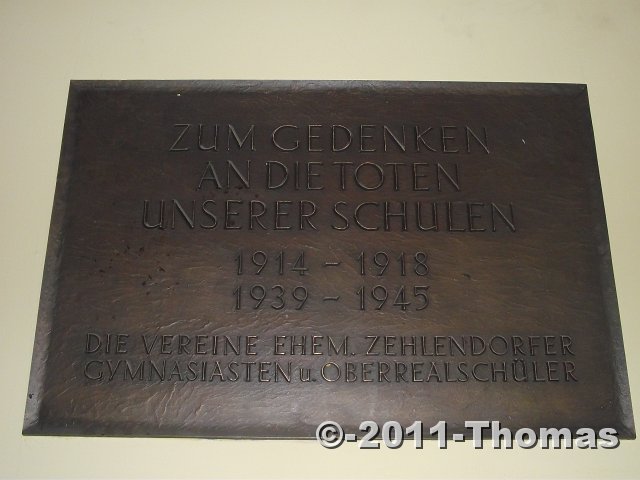 ZUM GEDENKEN
AN DIE TOTEN
UNSERER SCHULEN
1914 – 1918
1939 – 1945
DIE VEREINE EHEM. ZEHLENDORFER
GYMNASIASTEN u. OBERREALSCHÜLER
©-2011-Thomas